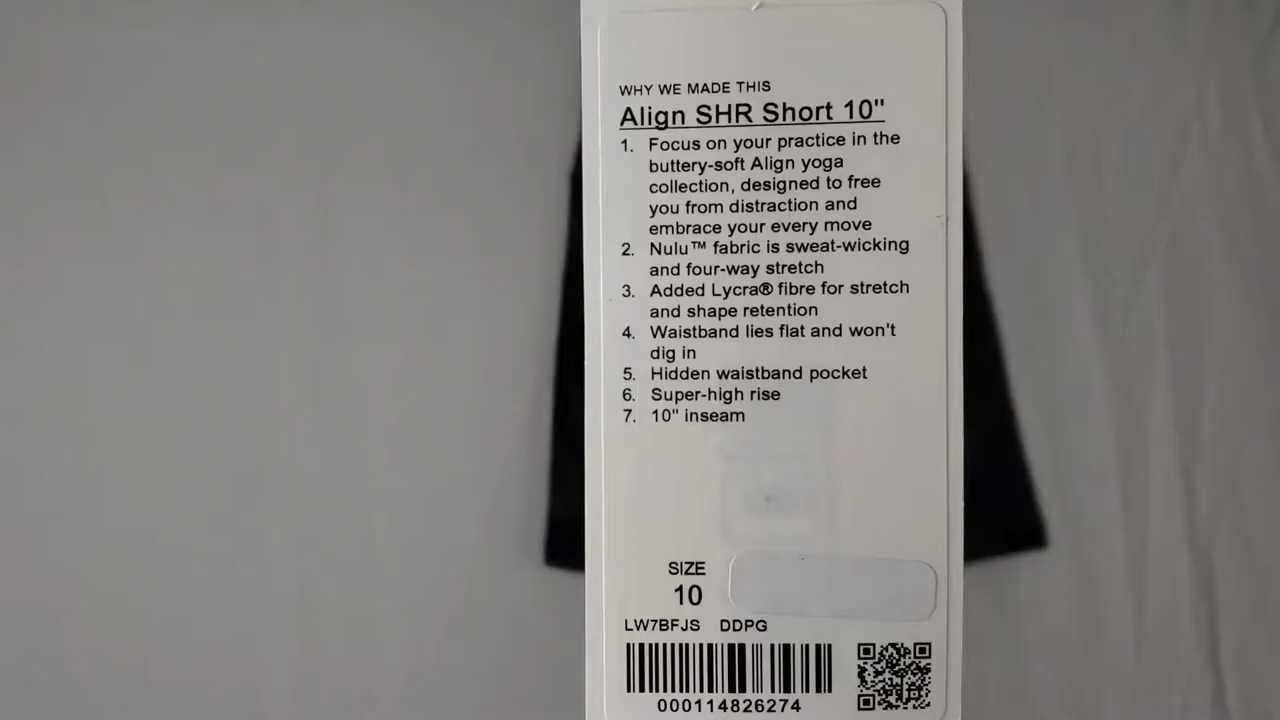 WHY WE MADE THIS
Align SHR Short 10"
1. Focus on your practice in the
buttery-soft Align yoga
collection, designed to free
you from distraction and
embrace your every move
2. Nulu™ fabric is sweat-wicking
and four-way stretch
3. Added Lycra® fibre for stretch
and shape retention
4. Waistband lies flat and won't
dig in
5. Hidden waistband pocket
6. Super-high rise
7. 10" inseam
SIZE
10
LW7BFJS DDPG
000114826274